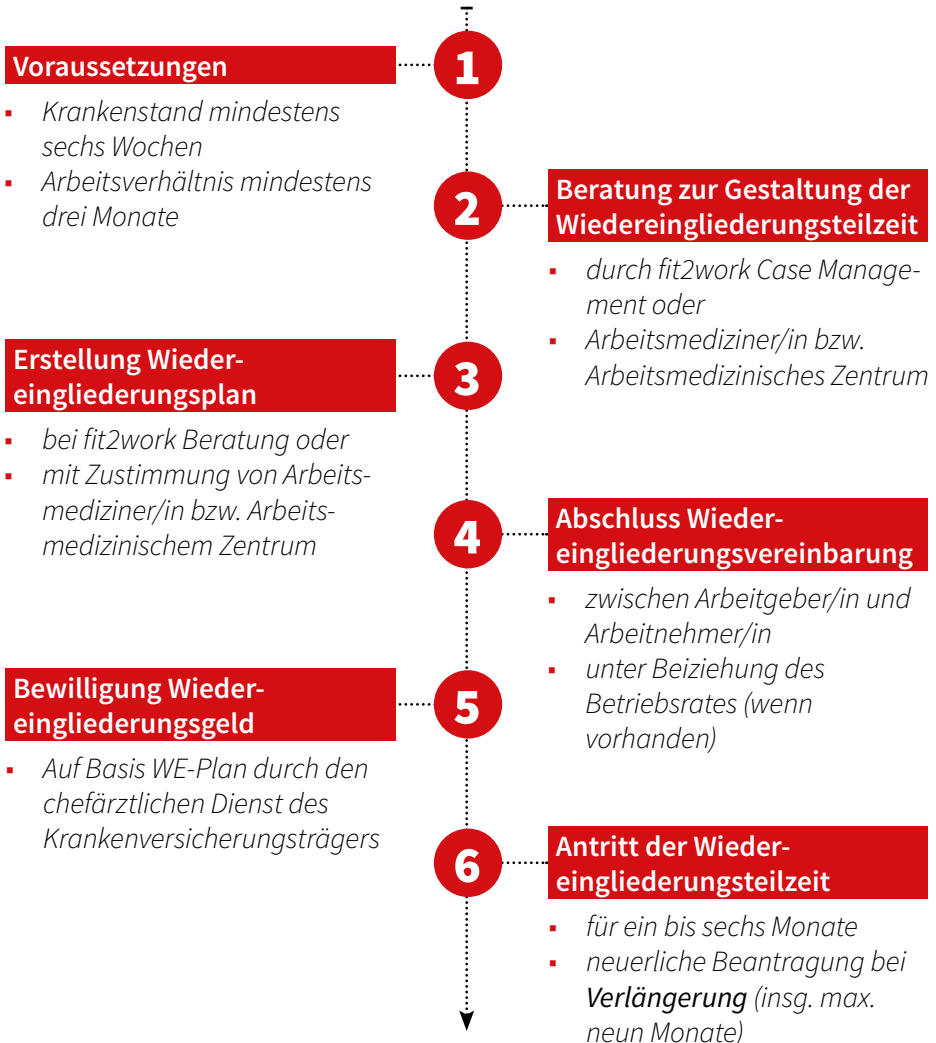 1
Voraussetzungen
▪ Krankenstand mindestens
sechs Wochen
▪ Arbeitsverhältnis mindestens
drei Monate
2
Beratung zur Gestaltung der
Wiedereingliederungsteilzeit
▪ durch fit2work Case Manage-
ment oder
▪ Arbeitsmediziner/in bzw.
Arbeitsmedizinisches Zentrum
3
Erstellung Wieder-
eingliederungsplan
▪ bei fit2work Beratung oder
▪ mit Zustimmung von Arbeits-
mediziner/in bzw. Arbeits-
medizinischem Zentrum
4
Abschluss Wieder-
eingliederungsvereinbarung
▪ zwischen Arbeitgeber/in und
Arbeitnehmer/in
▪ unter Beiziehung des
Betriebsrates (wenn
vorhanden)
5
Bewilligung Wieder-
eingliederungsgeld
▪ Auf Basis WE-Plan durch den
chefärztlichen Dienst des
Krankenversicherungsträgers
6
Antritt der Wieder-
eingliederungsteilzeit
▪ für ein bis sechs Monate
▪ neuerliche Beantragung bei
Verlängerung (insg. max.
neun Monate)